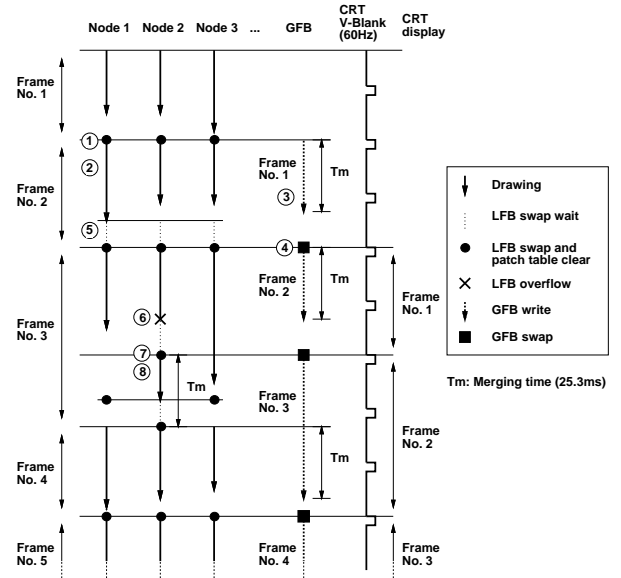 Node 1 Node 2 Node 3 ... GFB
CRT
V-Blank
(60Hz)
CRT
display
Frame
No. 1
1
2
Frame
No. 2
Frame
No. 1
3
Tm
5
4
Frame
No. 3
Frame
No. 2
Tm
Frame
No. 1
6
7
8
Tm
Frame
No. 3
Frame
No. 2
Frame
No. 4
Tm
Frame
No. 5
Frame
No. 4
Frame
No. 3
Drawing
LFB swap wait
LFB swap and
patch table clear
LFB overflow
GFB write
GFB swap
Tm: Merging time (25.3ms)